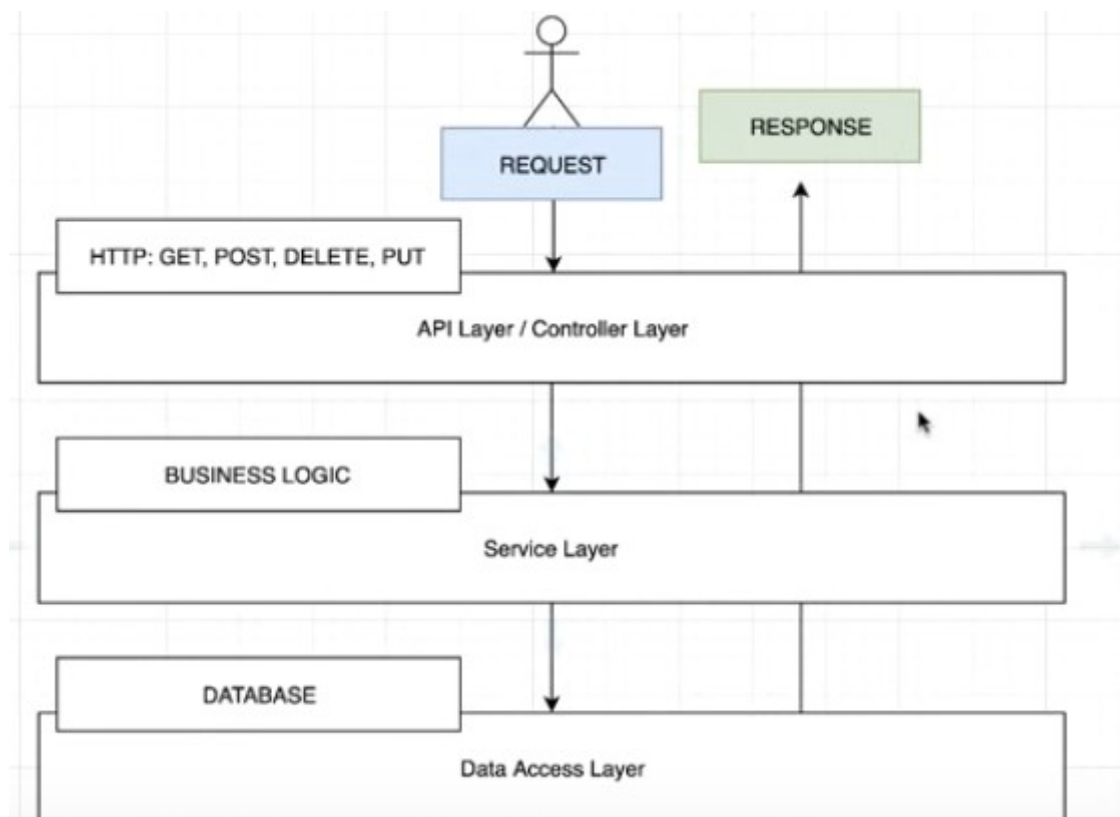 REQUEST
RESPONSE
HTTP: GET, POST, DELETE, PUT
API Layer / Controller Layer
BUSINESS LOGIC
Service Layer
DATABASE
Data Access Layer